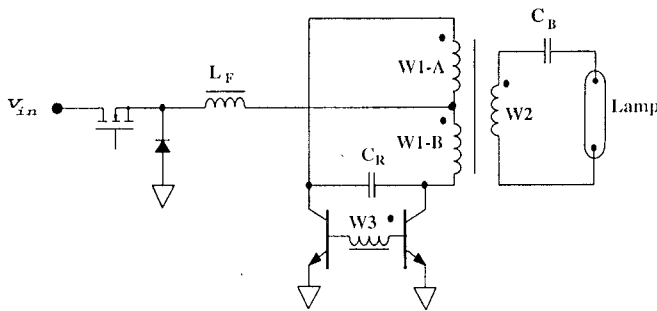 C_B
L_F
W1-A
V_in
W2
Lamp
W1-B
C_R
W3